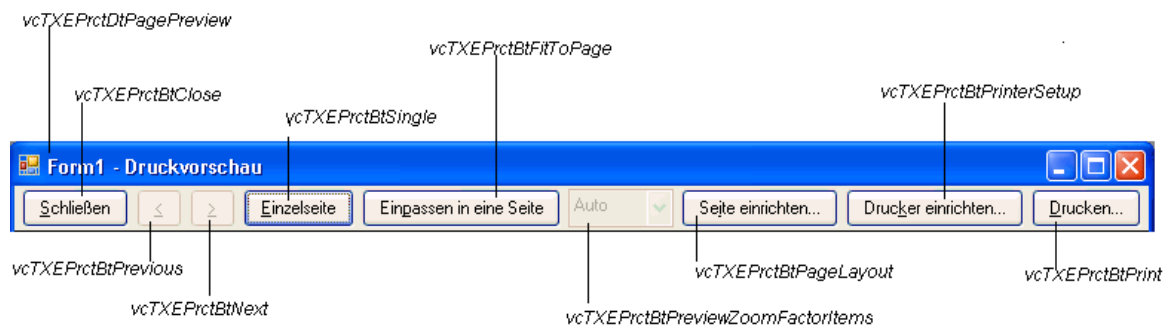 vcTXEPrctDtPagePreview
vcTXEPrctBtFitToPage
vcTXEPrctBtClose
vcTXEPrctBtPrinterSetup
vcTXEPrctBtSingle
Form1 - Druckvorschau
Schließen < > Einzelseite Einpassen in eine Seite Auto Seite einrichten... Drucker einrichten... Drucken...
vcTXEPrctBtPrevious
vcTXEPrctBtPageLayout
vcTXEPrctBtPrint
vcTXEPrctBtNext
vcTXEPrctBtPreviewZoomFactorItems